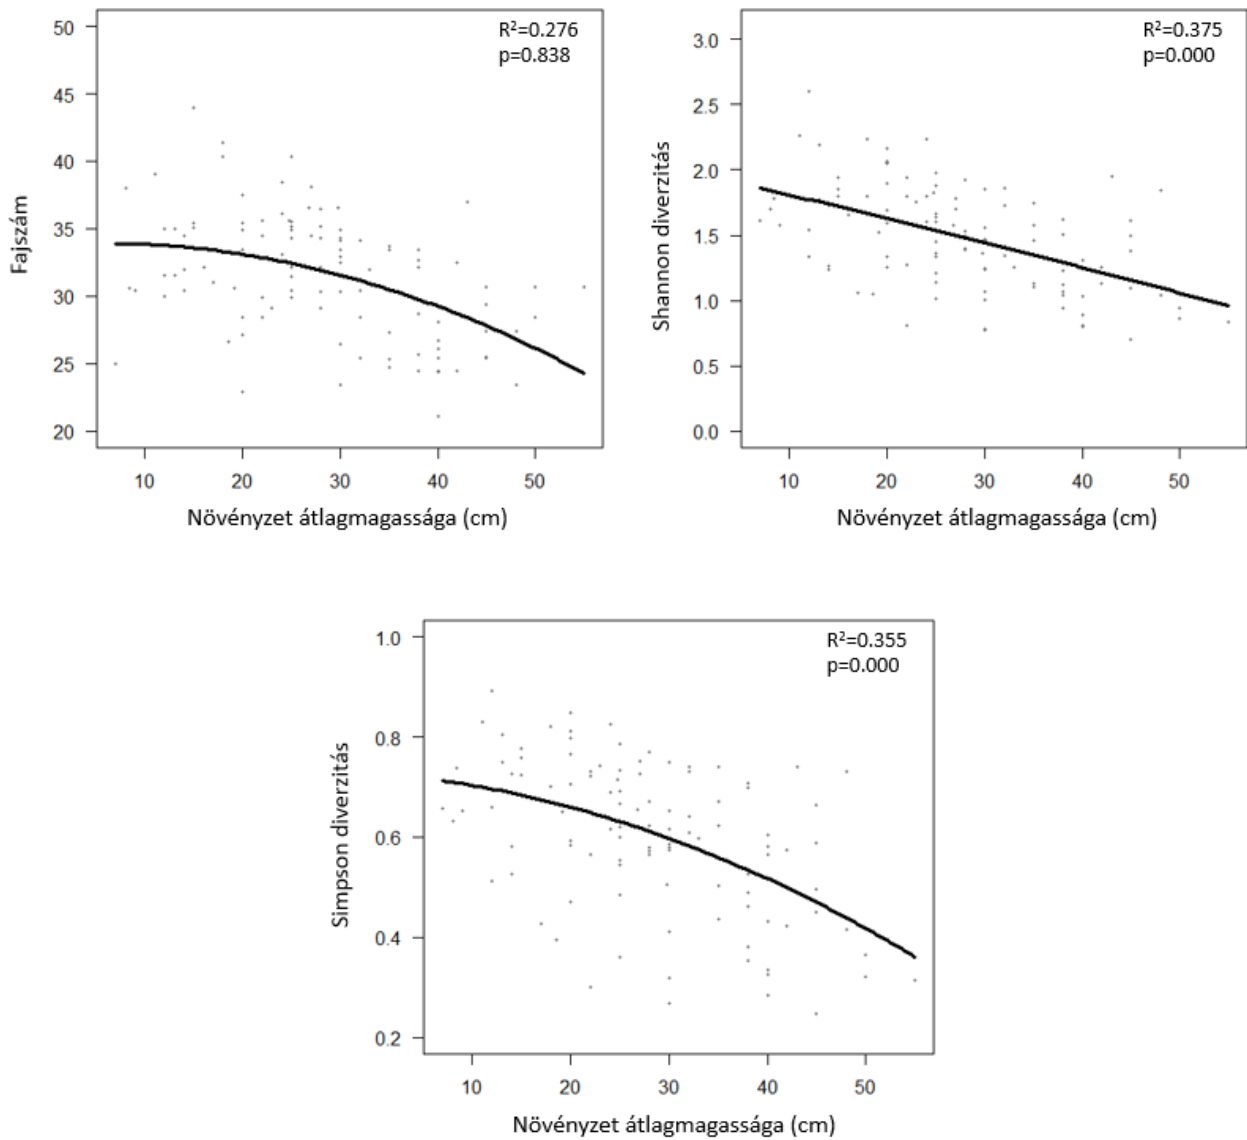 R²=0.276
p=0.838
50
45
40
35
30
25
20
Fajszám
10 20 30 40 50
Növényzet átlagmagassága (cm)
R²=0.375
p=0.000
3.0
2.5
2.0
1.5
1.0
0.5
0.0
Shannon diverzitás
10 20 30 40 50
Növényzet átlagmagassága (cm)
R²=0.355
p=0.000
1.0
0.8
0.6
0.4
0.2
Simpson diverzitás
10 20 30 40 50
Növényzet átlagmagassága (cm)